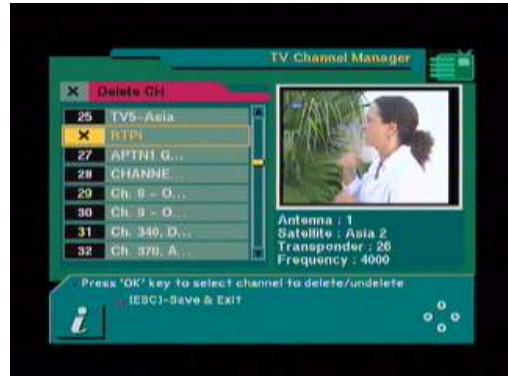 TV Channel Manager
X Delete CH
25 TV5-Asia
X RTPi
27 APTN1 G...
28 CHANNE...
29 Ch. 8 - O...
30 Ch. 9 - O...
31 Ch. 340, D...
32 Ch. 370, A...
Antenna : 1
Satellite : Asia 2
Transponder : 26
Frequency : 4000
Press 'OK' key to select channel to delete/undelete
[ESC]-Save & Exit
i